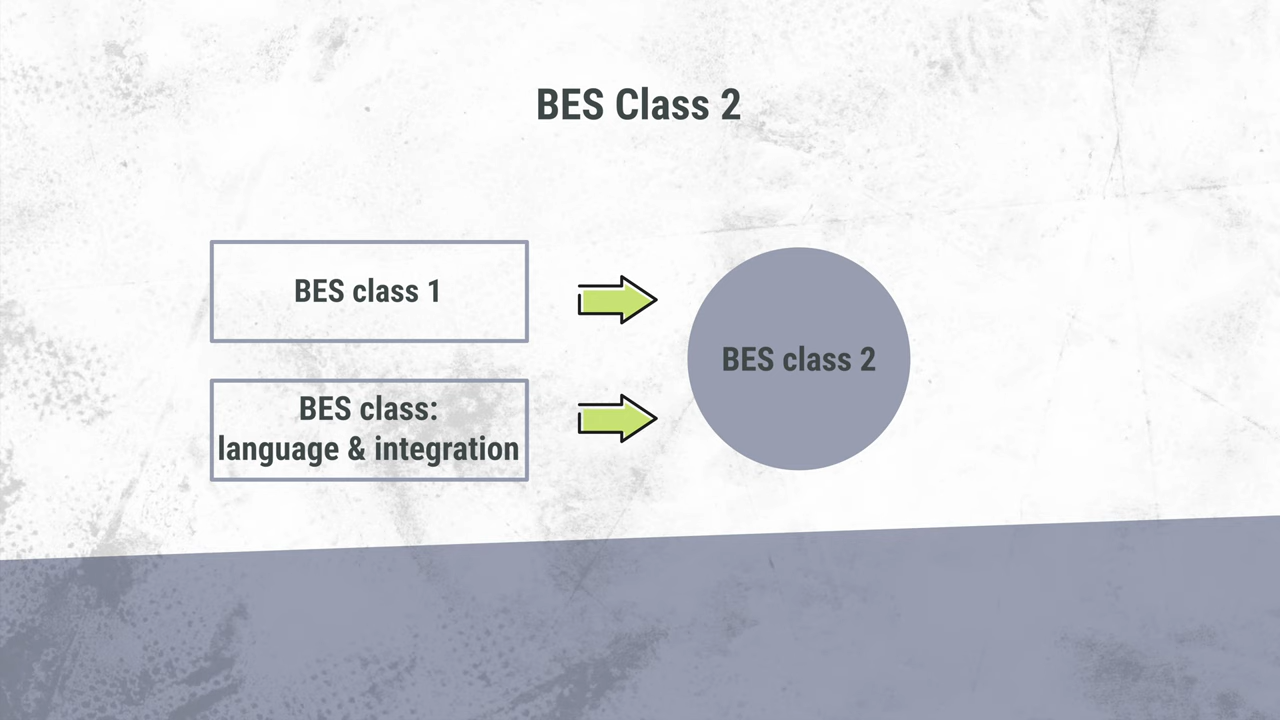 BES Class 2
BES class 1
BES class:
language & integration
BES class 2